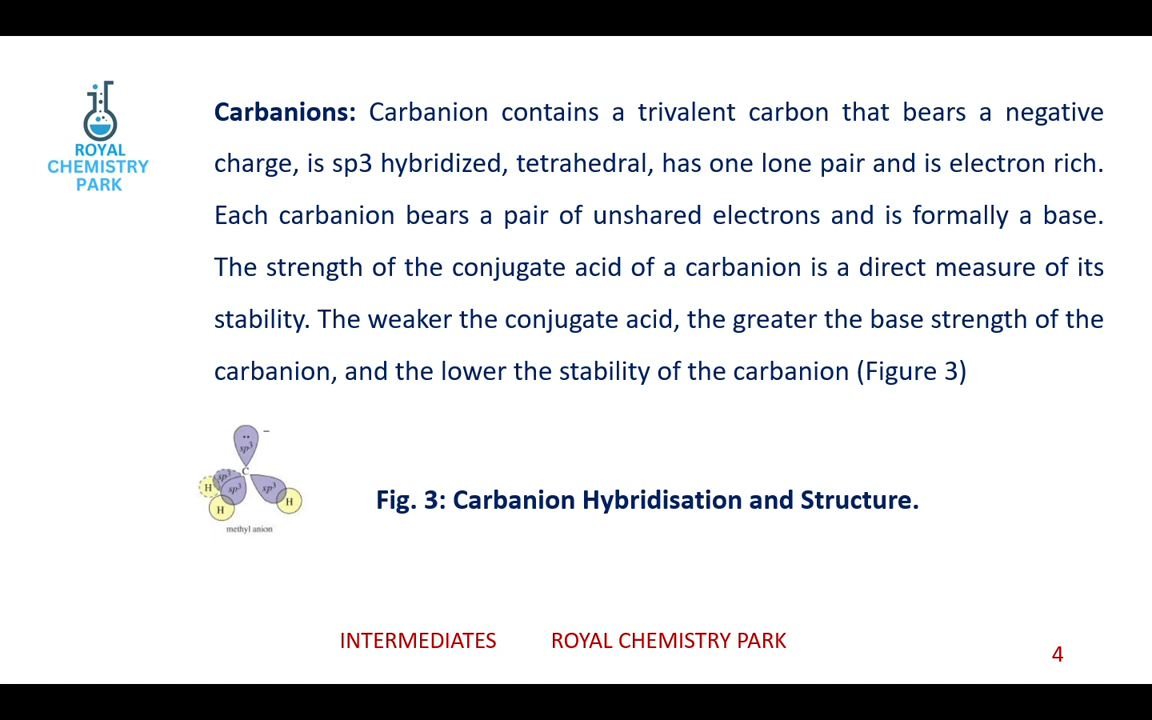 ROYAL
CHEMISTRY
PARK
Carbanions: Carbanion contains a trivalent carbon that bears a negative
charge, is sp3 hybridized, tetrahedral, has one lone pair and is electron rich.
Each carbanion bears a pair of unshared electrons and is formally a base.
The strength of the conjugate acid of a carbanion is a direct measure of its
stability. The weaker the conjugate acid, the greater the base strength of the
carbanion, and the lower the stability of the carbanion (Figure 3)
sp³
C
H sp³ sp³ sp³
H H
methyl anion
Fig. 3: Carbanion Hybridisation and Structure.
INTERMEDIATES ROYAL CHEMISTRY PARK
4